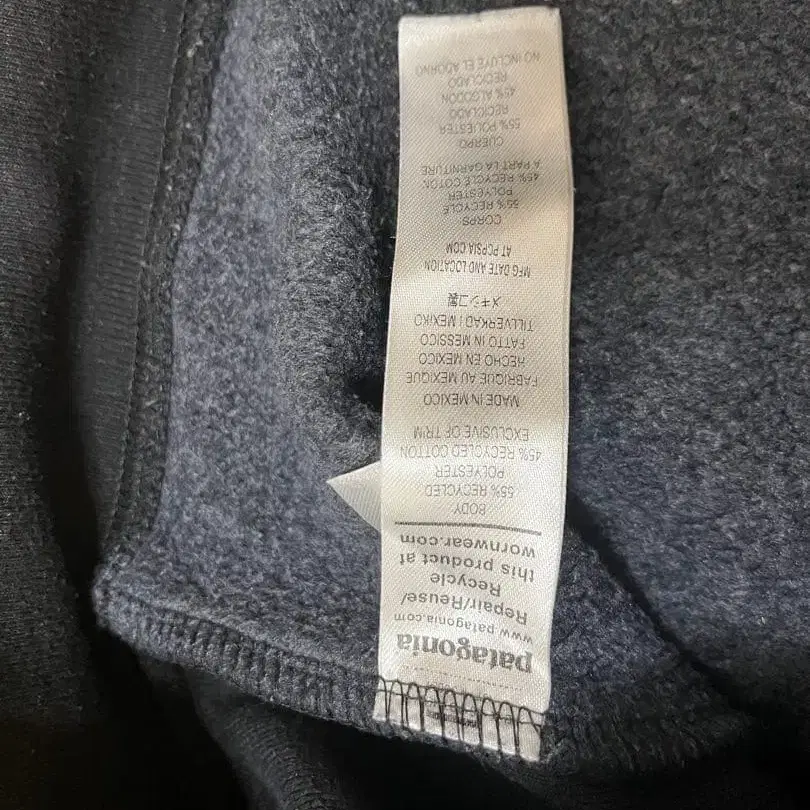 patagonia
www.patagonia.com
Repair/Reuse/
Recycle
this product at
wornwear.com
BODY
55% RECYCLED
POLYESTER
45% RECYCLED COTTON
EXCLUSIVE OF TRIM
MADE IN MEXICO
FABRIQUE AU MEXIQUE
HECHO EN MEXICO
FATTO IN MESSICO
TILLVERKAD I MEXIKO
メキシコ製
MFG DATE AND LOCATION
AT PCPSIA.COM
CORPS
55% RECYCLE
POLYESTER
45% RECYCLE COTON
A PART LA GARNITURE
CUERPO
55% POLIESTER
RECICLADO
45% ALGODON
RECICLADO
NO INCLUYE EL ADORNO